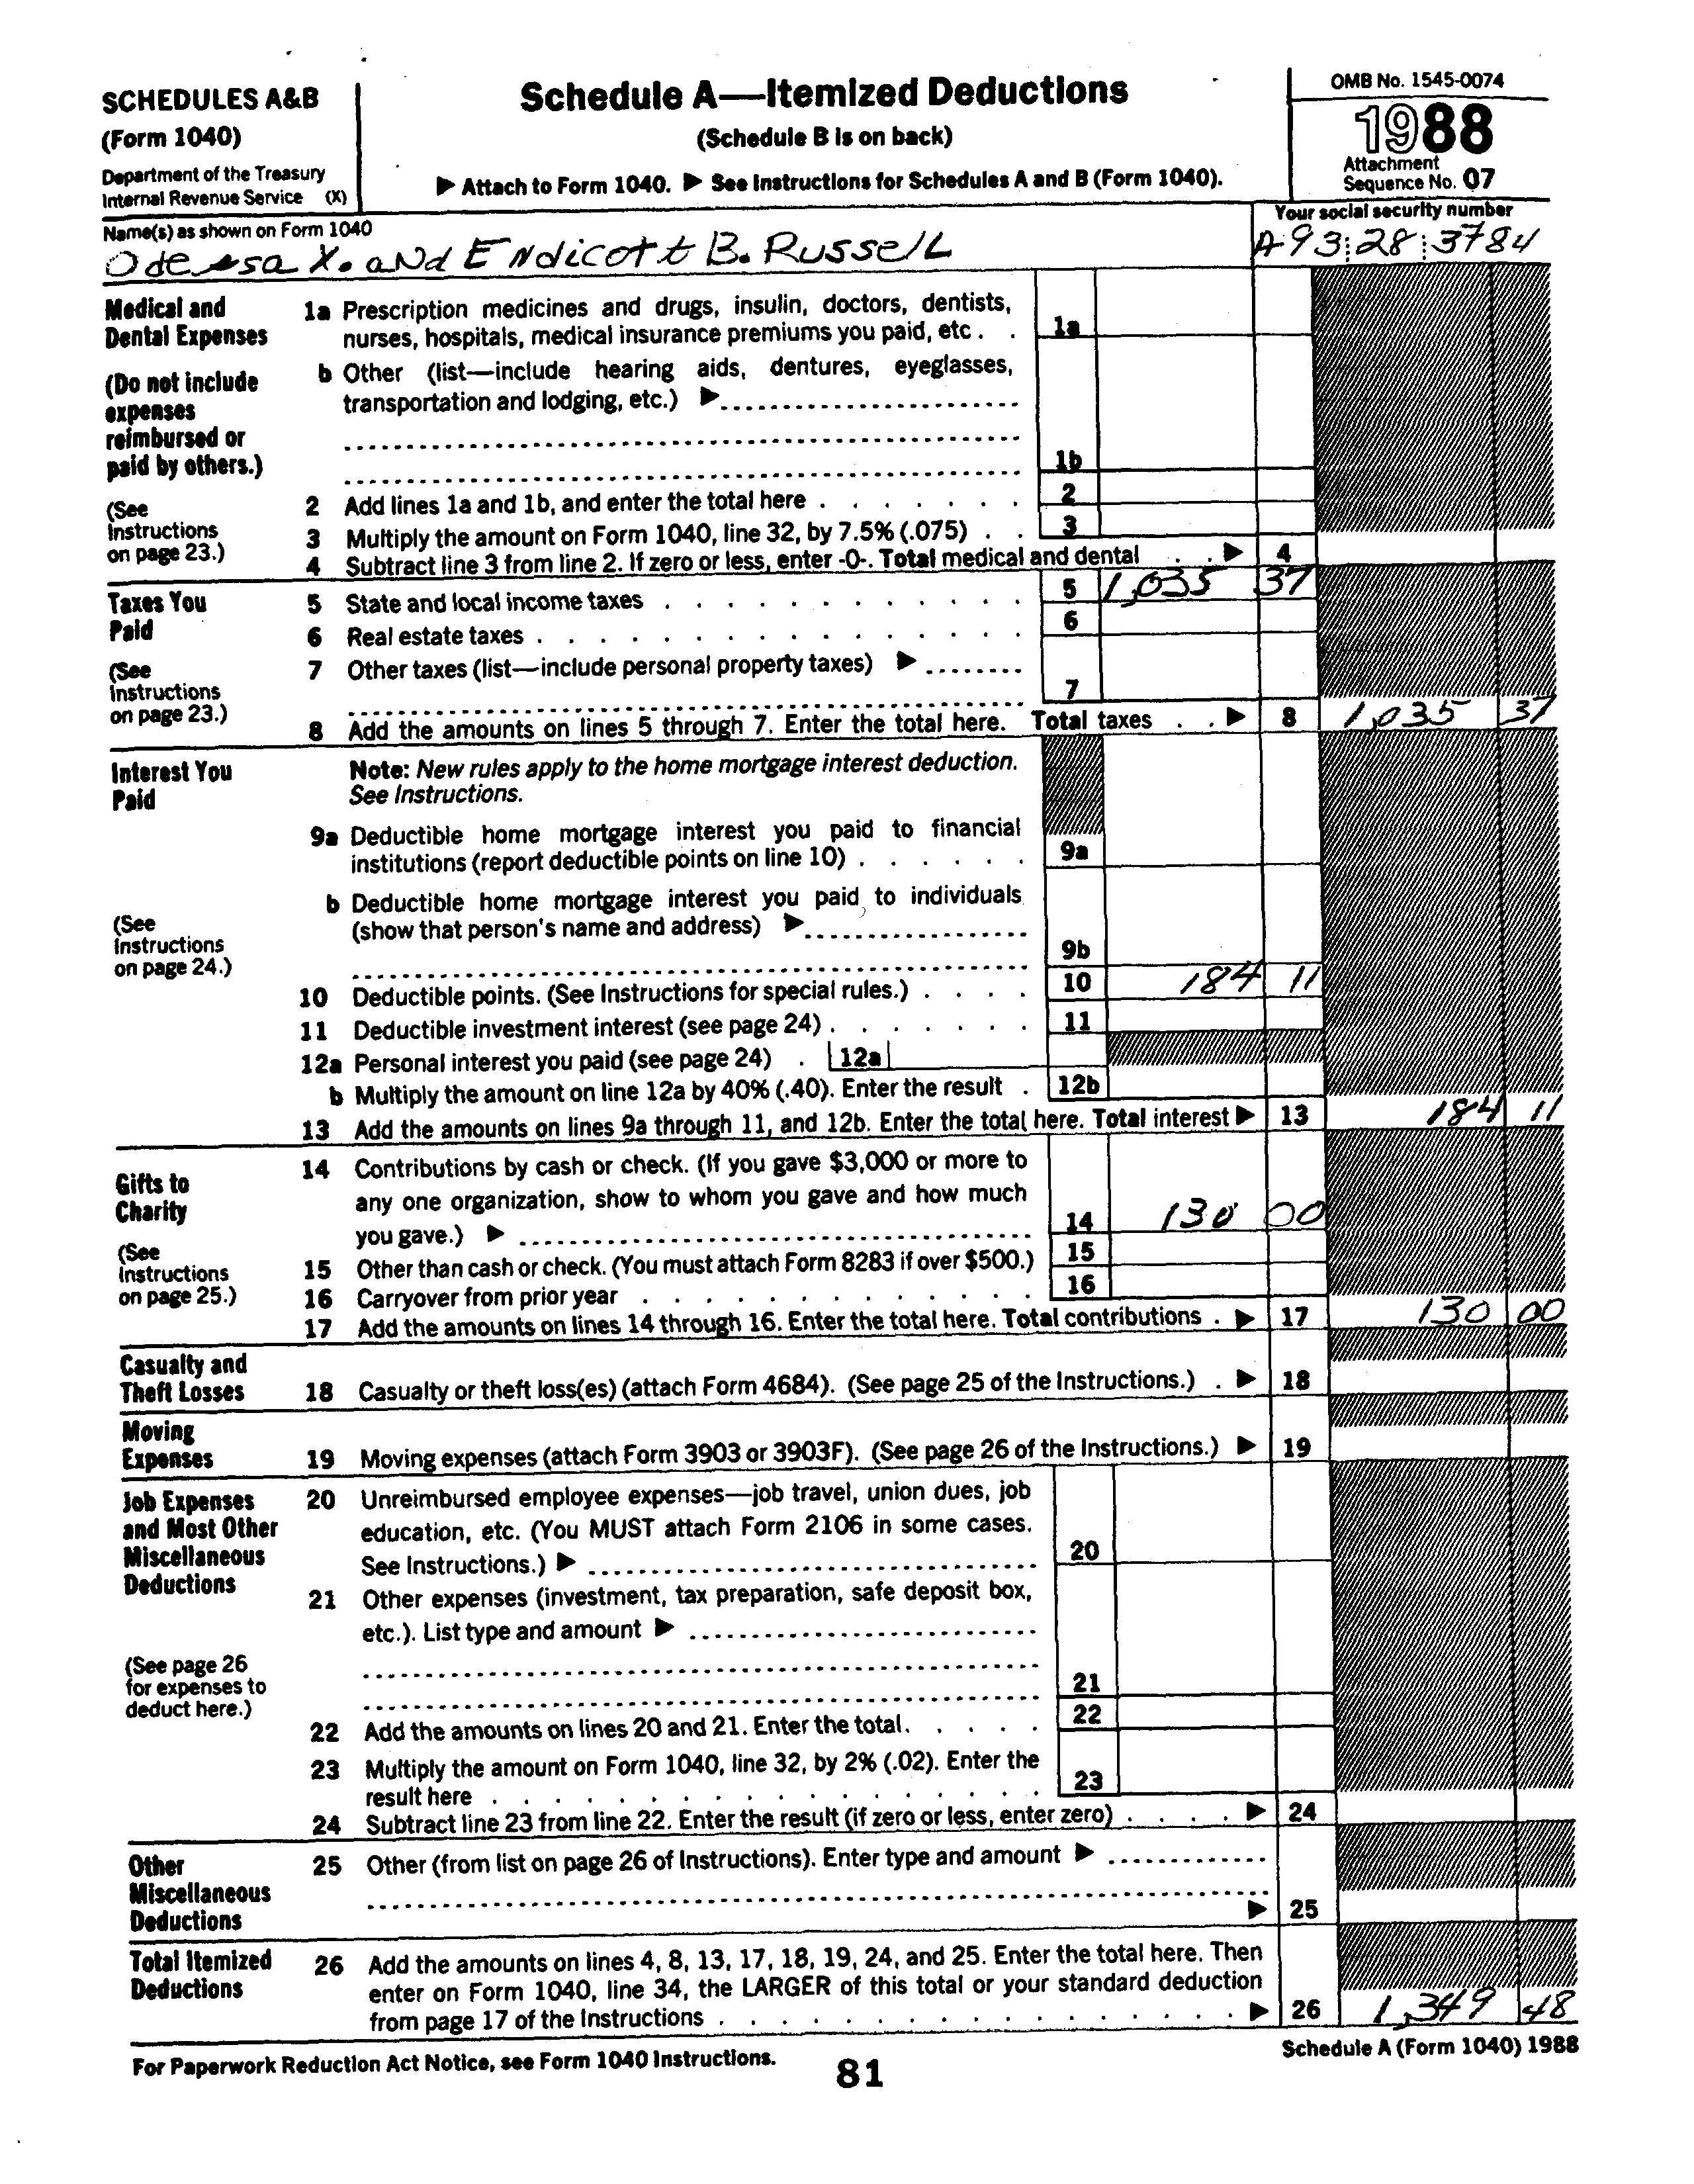 SCHEDULES A&B
(Form 1040)
Department of the Treasury
Internal Revenue Service (X)
Schedule A—Itemized Deductions
(Schedule B is on back)
▶ Attach to Form 1040. ▶ See Instructions for Schedules A and B (Form 1040).
OMB No. 1545-0074
1988
Attachment
Sequence No. 07
Name(s) as shown on Form 1040
Odessa X. and Endicott B. Russell
Your social security number
A93:28:3784
Medical and
Dental Expenses
(Do not include
expenses
reimbursed or
paid by others.)
(See
Instructions
on page 23.)
1a Prescription medicines and drugs, insulin, doctors, dentists,
nurses, hospitals, medical insurance premiums you paid, etc . . 1a
b Other (list—include hearing aids, dentures, eyeglasses,
transportation and lodging, etc.) ▶
1b
2 Add lines 1a and 1b, and enter the total here . . . . . . . 2
3 Multiply the amount on Form 1040, line 32, by 7.5% (.075) . . 3
4 Subtract line 3 from line 2. If zero or less, enter -0-. Total medical and dental . . ▶ 4
Taxes You
Paid
(See
Instructions
on page 23.)
5 State and local income taxes . . . . . . . . . . . . 5 1,035 37
6 Real estate taxes . . . . . . . . . . . . . . . . 6
7 Other taxes (list—include personal property taxes) ▶
7
8 Add the amounts on lines 5 through 7. Enter the total here. Total taxes . . ▶ 8 1,035 37
Interest You
Paid
(See
Instructions
on page 24.)
Note: New rules apply to the home mortgage interest deduction.
See Instructions.
9a Deductible home mortgage interest you paid to financial
institutions (report deductible points on line 10) . . . . . . 9a
b Deductible home mortgage interest you paid to individuals
(show that person's name and address) ▶
9b
10 Deductible points. (See Instructions for special rules.) . . . . 10 184 11
11 Deductible investment interest (see page 24) . . . . . . . 11
12a Personal interest you paid (see page 24) . 12a
b Multiply the amount on line 12a by 40% (.40). Enter the result . 12b
13 Add the amounts on lines 9a through 11, and 12b. Enter the total here. Total interest ▶ 13 184 11
Gifts to
Charity
(See
Instructions
on page 25.)
14 Contributions by cash or check. (If you gave $3,000 or more to
any one organization, show to whom you gave and how much
you gave.) ▶ 14 130 00
15 Other than cash or check. (You must attach Form 8283 if over $500.) 15
16 Carryover from prior year . . . . . . . . . . . . . 16
17 Add the amounts on lines 14 through 16. Enter the total here. Total contributions . ▶ 17 130 00
Casualty and
Theft Losses
18 Casualty or theft loss(es) (attach Form 4684). (See page 25 of the Instructions.) . ▶ 18
Moving
Expenses
19 Moving expenses (attach Form 3903 or 3903F). (See page 26 of the Instructions.) ▶ 19
Job Expenses
and Most Other
Miscellaneous
Deductions
(See page 26
for expenses to
deduct here.)
20 Unreimbursed employee expenses—job travel, union dues, job
education, etc. (You MUST attach Form 2106 in some cases.
See Instructions.) ▶ 20
21 Other expenses (investment, tax preparation, safe deposit box,
etc.). List type and amount ▶
21
22 Add the amounts on lines 20 and 21. Enter the total. . . . . 22
23 Multiply the amount on Form 1040, line 32, by 2% (.02). Enter the
result here . . . . . . . . . . . . . . . . . . 23
24 Subtract line 23 from line 22. Enter the result (if zero or less, enter zero) . . . . ▶ 24
Other
Miscellaneous
Deductions
25 Other (from list on page 26 of Instructions). Enter type and amount ▶
▶ 25
Total Itemized
Deductions
26 Add the amounts on lines 4, 8, 13, 17, 18, 19, 24, and 25. Enter the total here. Then
enter on Form 1040, line 34, the LARGER of this total or your standard deduction
from page 17 of the Instructions . . . . . . . . . . . . . . . . ▶ 26 1,349 48
For Paperwork Reduction Act Notice, see Form 1040 Instructions.
81
Schedule A (Form 1040) 1988